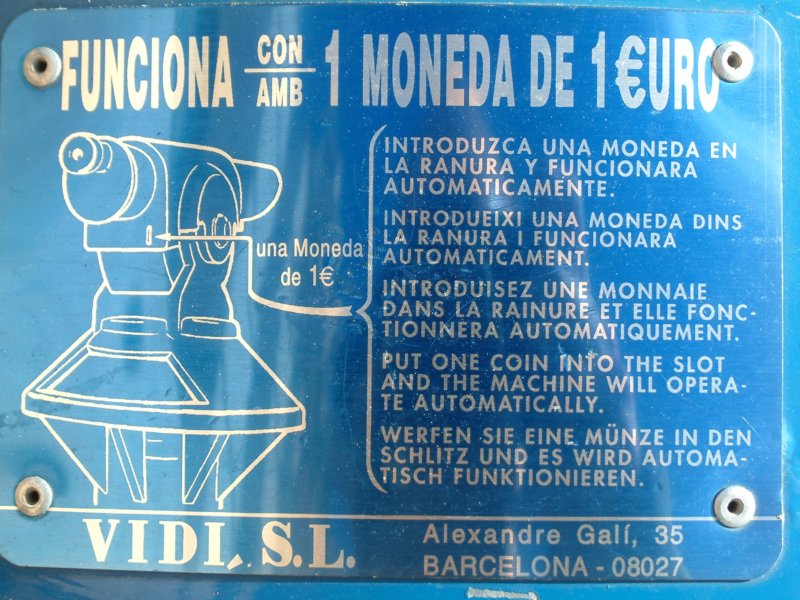 FUNCIONA CON AMB 1 MONEDA DE 1 €URO
una Moneda
de 1€
INTRODUZCA UNA MONEDA EN
LA RANURA Y FUNCIONARA
AUTOMATICAMENTE.
INTRODUEIXI UNA MONEDA DINS
LA RANURA I FUNCIONARA
AUTOMATICAMENT.
INTRODUISEZ UNE MONNAIE
DANS LA RAINURE ET ELLE FONC-
TIONNERA AUTOMATIQUEMENT.
PUT ONE COIN INTO THE SLOT
AND THE MACHINE WILL OPERA-
TE AUTOMATICALLY.
WERFEN SIE EINE MÜNZE IN DEN
SCHLITZ UND ES WIRD AUTOMA-
TISCH FUNKTIONIEREN.
VIDI, S.L.
Alexandre Galí, 35
BARCELONA - 08027